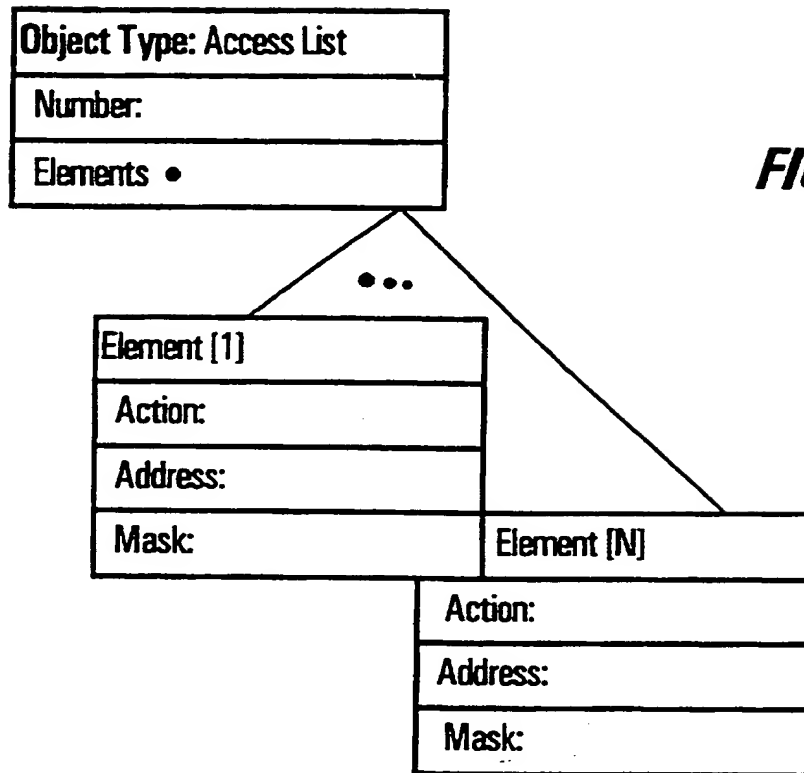 Object Type: Access List
Number:
Elements •
Element [1]
Action:
Address:
Mask:
Element [N]
Action:
Address:
Mask: